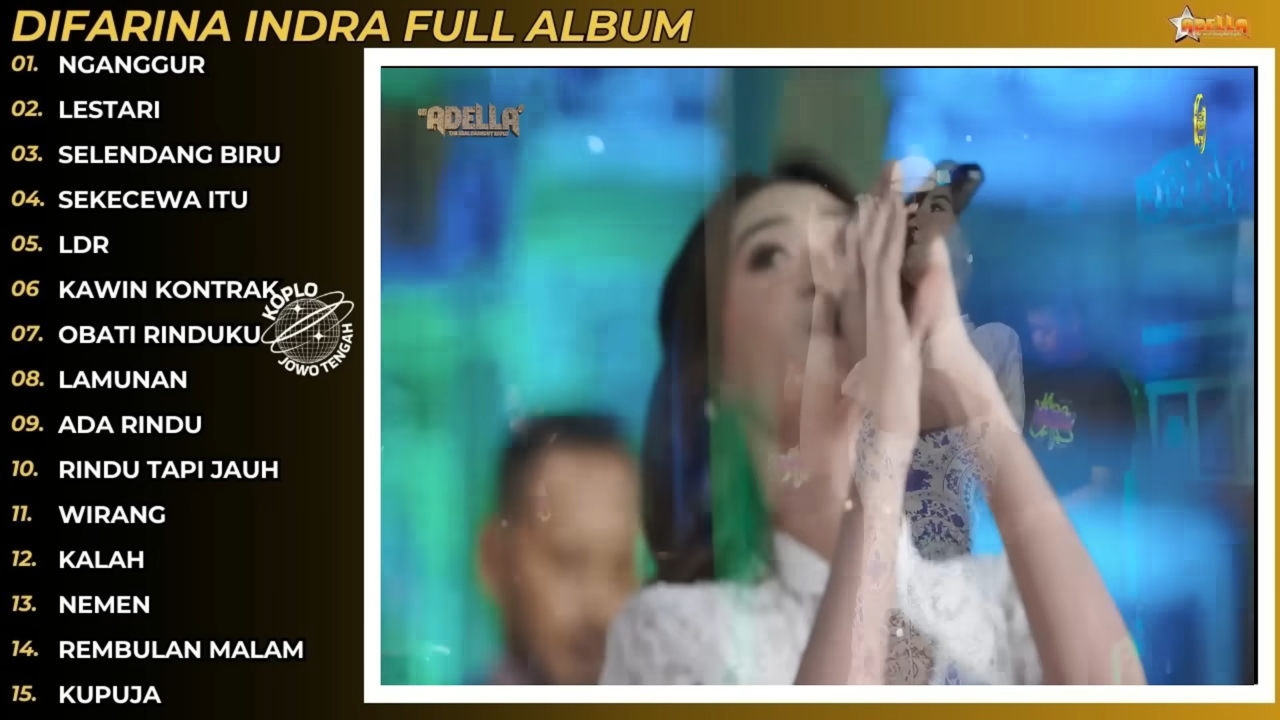 DIFARINA INDRA FULL ALBUM
ADELLA
01. NGANGGUR
02. LESTARI
03. SELENDANG BIRU
04. SEKECEWA ITU
05. LDR
06 KAWIN KONTRAK
07. OBATI RINDUKU
08. LAMUNAN
09. ADA RINDU
10. RINDU TAPI JAUH
11. WIRANG
12. KALAH
13. NEMEN
14. REMBULAN MALAM
15. KUPUJA
KOPLO
JOWO TENGAH
ADELLA